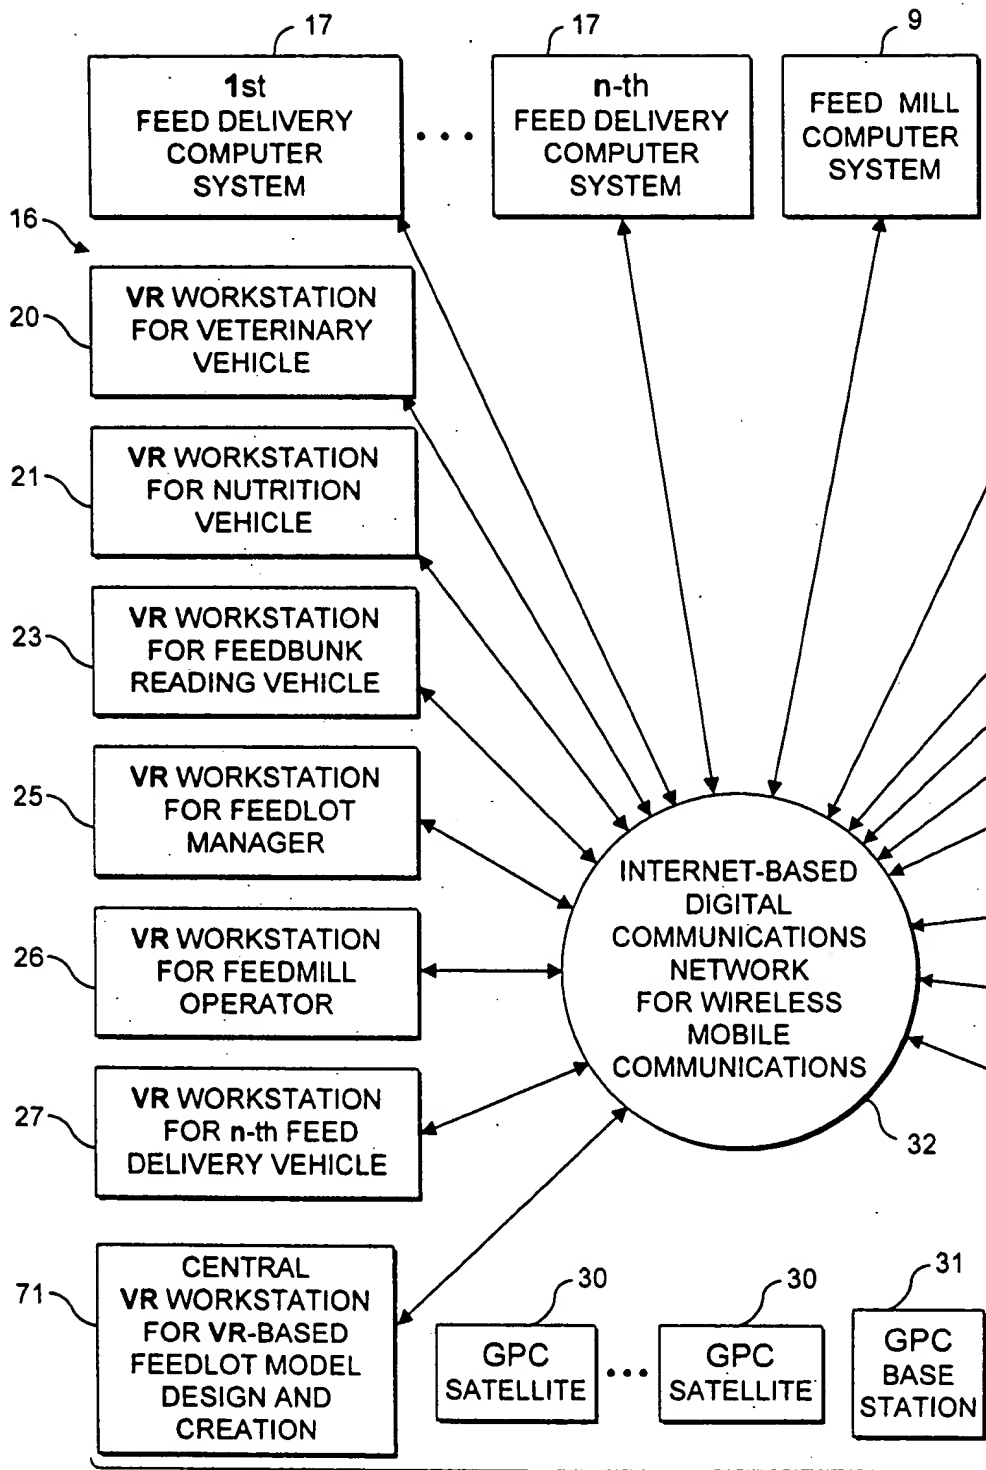 17
1st
FEED DELIVERY
COMPUTER
SYSTEM
17
n-th
FEED DELIVERY
COMPUTER
SYSTEM
9
FEED MILL
COMPUTER
SYSTEM
16
20
VR WORKSTATION
FOR VETERINARY
VEHICLE
21
VR WORKSTATION
FOR NUTRITION
VEHICLE
23
VR WORKSTATION
FOR FEEDBUNK
READING VEHICLE
25
VR WORKSTATION
FOR FEEDLOT
MANAGER
26
VR WORKSTATION
FOR FEEDMILL
OPERATOR
27
VR WORKSTATION
FOR n-th FEED
DELIVERY VEHICLE
INTERNET-BASED
DIGITAL
COMMUNICATIONS
NETWORK
FOR WIRELESS
MOBILE
COMMUNICATIONS
32
71
CENTRAL
VR WORKSTATION
FOR VR-BASED
FEEDLOT MODEL
DESIGN AND
CREATION
30
GPC
SATELLITE
30
GPC
SATELLITE
31
GPC
BASE
STATION